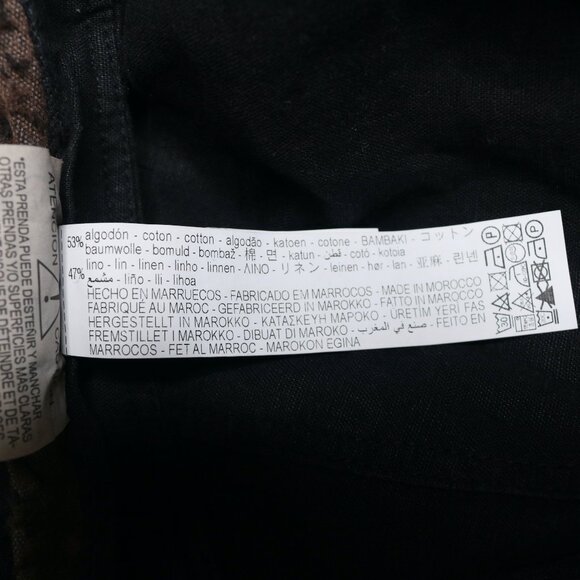 53% algodón - coton - cotton - algodão - katoen - cotone - BAMBAKI - コットン
baumwolle - bomuld - bombaž - 棉 - 면 - katun - قطن - cotó - kotoia
47% lino - lin - linen - linho - linnen - ΛΙΝΟ - リネン - leinen - hør - lan - 亚麻 - 린넨
مشمع - liño - lli - lihoa
HECHO EN MARRUECOS - FABRICADO EM MARROCOS - MADE IN MOROCCO
FABRIQUÉ AU MAROC - GEFABRICEERD IN MAROKKO - FATTO IN MAROCCO
HERGESTELLT IN MAROKKO - ΚΑΤΑΣΚΕΥΗ ΜΑΡΟΚΟ - ÜRETİM YERİ FAS
FREMSTILLET I MAROKKO - DIBUAT DI MAROKO - صنع في المغرب - FEITO EN
MARROCOS - FET AL MARROC - MAROKON EGINA
ATENCIÓN
"ESTA PRENDA PUEDE DESTEÑIR Y MANCHAR
OTRAS PRENDAS Y/O SUPERFICIES MÁS CLARAS